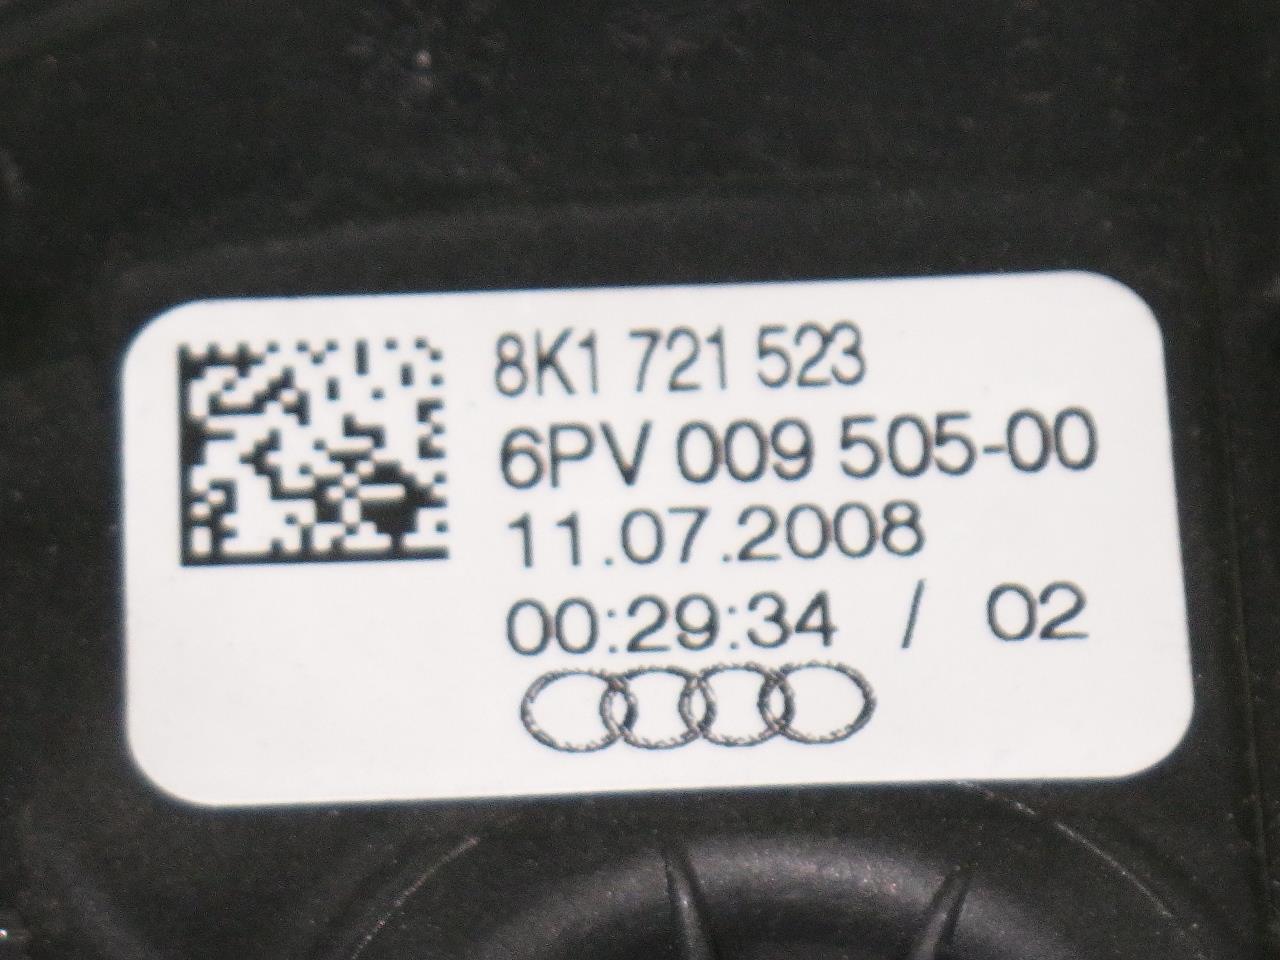 8K1 721 523
6PV 009 505-00
11.07.2008
00:29:34 / 02